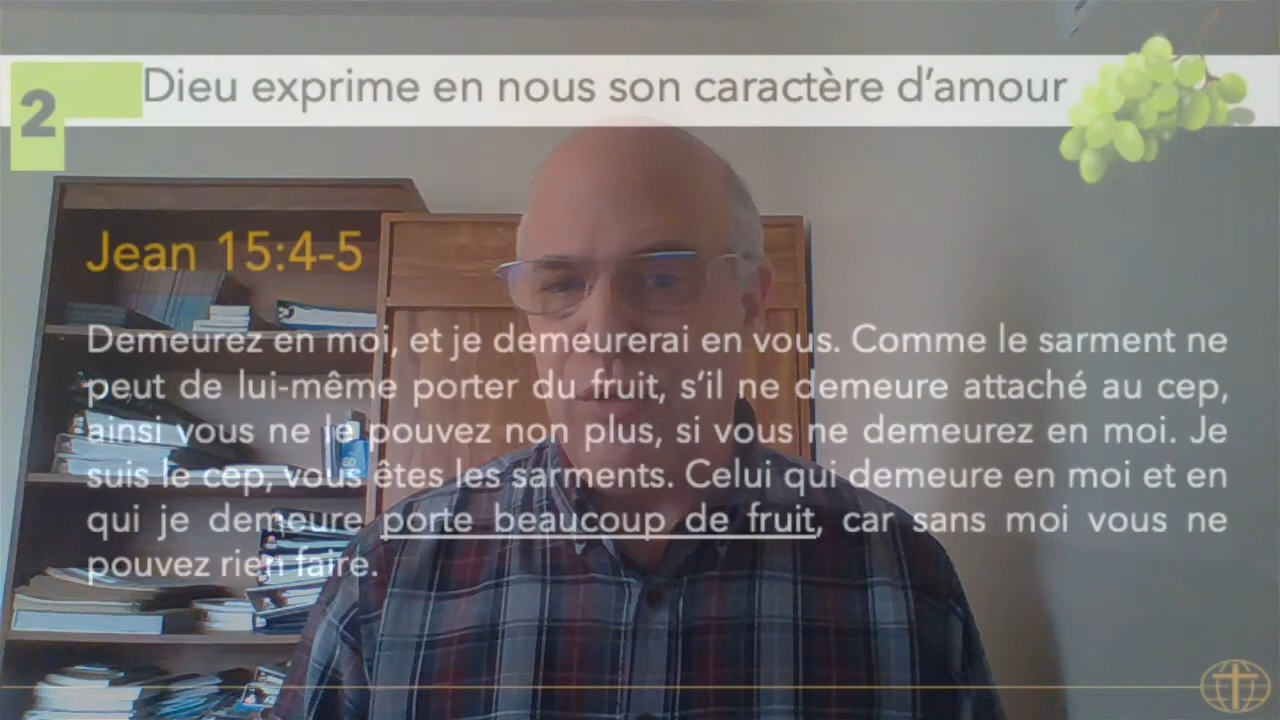 2
Dieu exprime en nous son caractère d'amour
Jean 15:4-5
Demeurez en moi, et je demeurerai en vous. Comme le sarment ne
peut de lui-même porter du fruit, s'il ne demeure attaché au cep,
ainsi vous ne le pouvez non plus, si vous ne demeurez en moi. Je
suis le cep, vous êtes les sarments. Celui qui demeure en moi et en
qui je demeure porte beaucoup de fruit, car sans moi vous ne
pouvez rien faire.